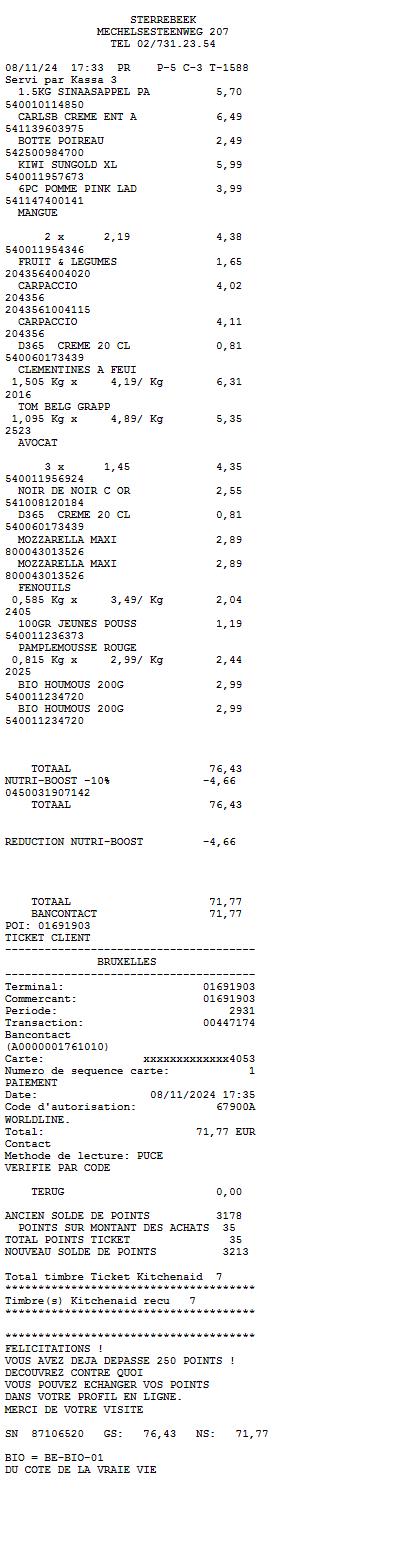 STERREBEEK
MECHELSESTEENWEG 207
TEL 02/731.23.54
08/11/24 17:33 PR P-5 C-3 T-1588
Servi par Kassa 3
1.5KG SINAASAPPEL PA 5,70
540010114850
CARLSB CREME ENT A 6,49
541139603975
BOTTE POIREAU 2,49
542500984700
KIWI SUNGOLD XL 5,99
540011957673
6PC POMME PINK LAD 3,99
541147400141
MANGUE
2 x 2,19 4,38
540011954346
FRUIT & LEGUMES 1,65
2043564004020
CARPACCIO 4,02
204356
2043561004115
CARPACCIO 4,11
204356
D365 CREME 20 CL 0,81
540060173439
CLEMENTINES A FEUI
1,505 Kg x 4,19/ Kg 6,31
2016
TOM BELG GRAPP
1,095 Kg x 4,89/ Kg 5,35
2523
AVOCAT
3 x 1,45 4,35
540011956924
NOIR DE NOIR C OR 2,55
541008120184
D365 CREME 20 CL 0,81
540060173439
MOZZARELLA MAXI 2,89
800043013526
MOZZARELLA MAXI 2,89
800043013526
FENOUILS
0,585 Kg x 3,49/ Kg 2,04
2405
100GR JEUNES POUSS 1,19
540011236373
PAMPLEMOUSSE ROUGE
0,815 Kg x 2,99/ Kg 2,44
2025
BIO HOUMOUS 200G 2,99
540011234720
BIO HOUMOUS 200G 2,99
540011234720
TOTAAL 76,43
NUTRI-BOOST -10% -4,66
0450031907142
TOTAAL 76,43
REDUCTION NUTRI-BOOST -4,66
TOTAAL 71,77
BANCONTACT 71,77
POI: 01691903
TICKET CLIENT
--------------------------------------
BRUXELLES
--------------------------------------
Terminal: 01691903
Commercant: 01691903
Periode: 2931
Transaction: 00447174
Bancontact
(A0000001761010)
Carte: xxxxxxxxxxxxx4053
Numero de sequence carte: 1
PAIEMENT
Date: 08/11/2024 17:35
Code d'autorisation: 67900A
WORLDLINE.
Total: 71,77 EUR
Contact
Methode de lecture: PUCE
VERIFIE PAR CODE
TERUG 0,00
ANCIEN SOLDE DE POINTS 3178
POINTS SUR MONTANT DES ACHATS 35
TOTAL POINTS TICKET 35
NOUVEAU SOLDE DE POINTS 3213
Total timbre Ticket Kitchenaid 7
**************************************
Timbre(s) Kitchenaid recu 7
**************************************
**************************************
FELICITATIONS !
VOUS AVEZ DEJA DEPASSE 250 POINTS !
DECOUVREZ CONTRE QUOI
VOUS POUVEZ ECHANGER VOS POINTS
DANS VOTRE PROFIL EN LIGNE.
MERCI DE VOTRE VISITE
SN 87106520 GS: 76,43 NS: 71,77
BIO = BE-BIO-01
DU COTE DE LA VRAIE VIE